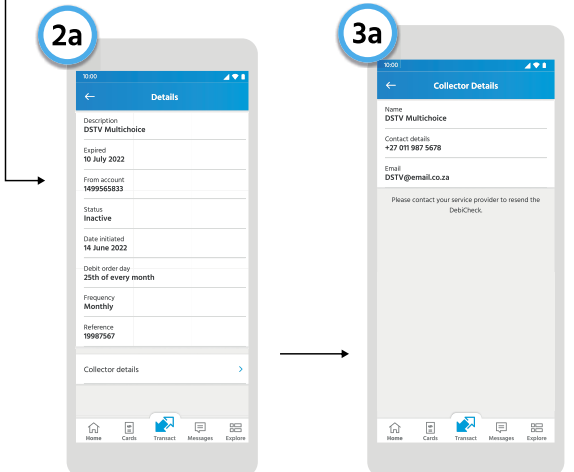 2a
10:00
Details
Description
DSTV Multichoice
Expired
10 July 2022
From account
1499565833
Status
Inactive
Date initiated
14 June 2022
Debit order day
25th of every month
Frequency
Monthly
Reference
19987567
Collector details
Home Cards Transact Messages Explore
3a
10:00
Collector Details
Name
DSTV Multichoice
Contact details
+27 011 987 5678
Email
DSTV@email.co.za
Please contact your service provider to resend the
DebiCheck.
Home Cards Transact Messages Explore